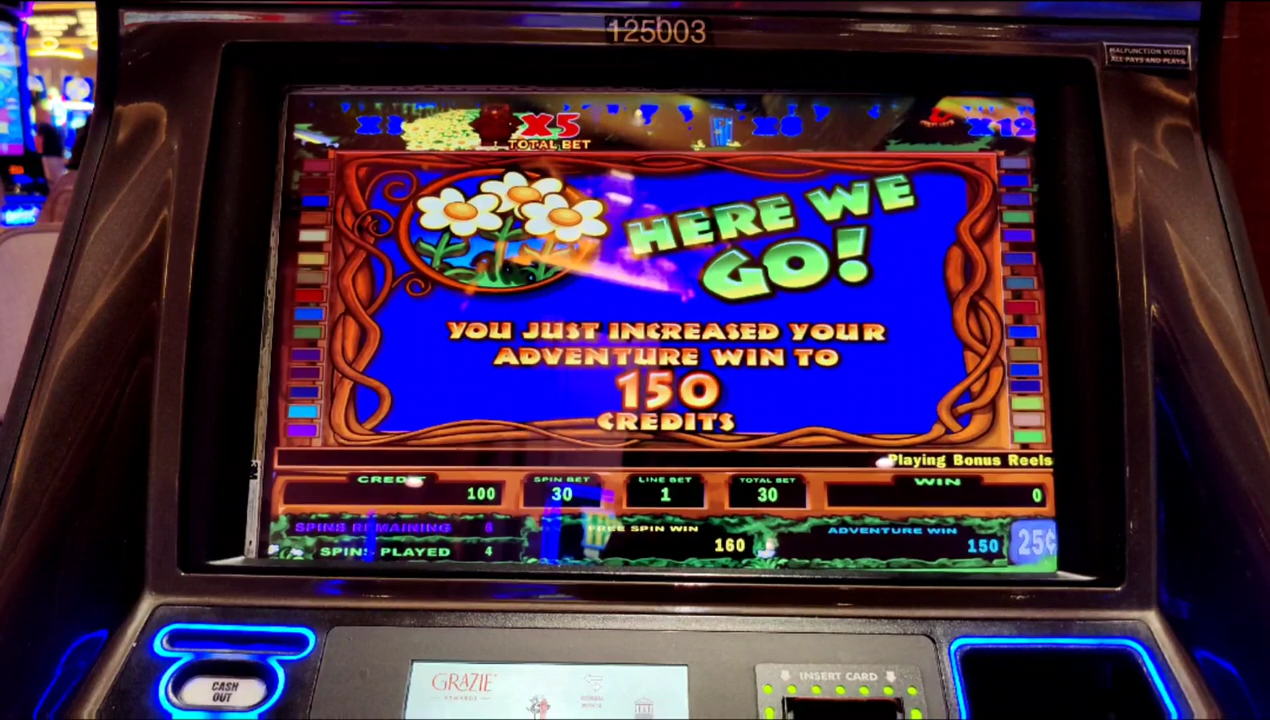 125003
MALFUNCTION VOIDS
ALL PAYS AND PLAYS
X5
X8
X12
TOTAL BET
HERE WE
GO!
YOU JUST INCREASED YOUR
ADVENTURE WIN TO
150
CREDITS
Playing Bonus Reels
CREDIT
100
SPIN BET
30
LINE BET
1
TOTAL BET
30
WIN
0
SPINS REMAINING 6
SPINS PLAYED 4
FREE SPIN WIN
160
ADVENTURE WIN
150
25¢
CASH
OUT
GRAZIE
REWARDS
INSERT CARD